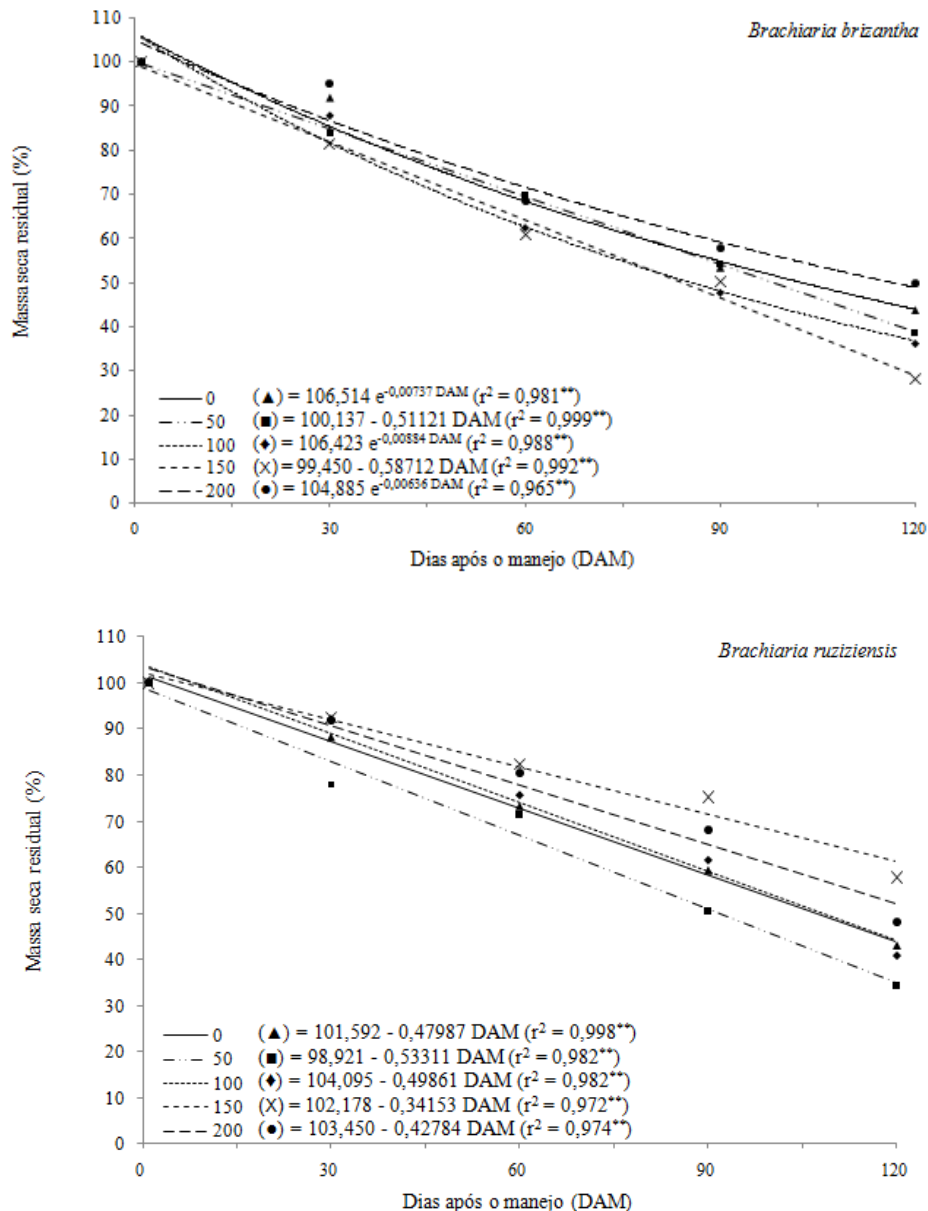 Brachiaria brizantha
Massa seca residual (%)
110
100
90
80
70
60
50
40
30
20
10
0
0 (▲) = 106,514 e-0,00737 DAM (r2 = 0,981**)
50 (■) = 100,137 - 0,51121 DAM (r2 = 0,999**)
100 (♦) = 106,423 e-0,00884 DAM (r2 = 0,988**)
150 (X) = 99,450 - 0,58712 DAM (r2 = 0,992**)
200 (●) = 104,885 e-0,00636 DAM (r2 = 0,965**)
0 30 60 90 120
Dias após o manejo (DAM)
Brachiaria ruziziensis
Massa seca residual (%)
110
100
90
80
70
60
50
40
30
20
10
0
0 (▲) = 101,592 - 0,47987 DAM (r2 = 0,998**)
50 (■) = 98,921 - 0,53311 DAM (r2 = 0,982**)
100 (♦) = 104,095 - 0,49861 DAM (r2 = 0,982**)
150 (X) = 102,178 - 0,34153 DAM (r2 = 0,972**)
200 (●) = 103,450 - 0,42784 DAM (r2 = 0,974**)
0 30 60 90 120
Dias após o manejo (DAM)